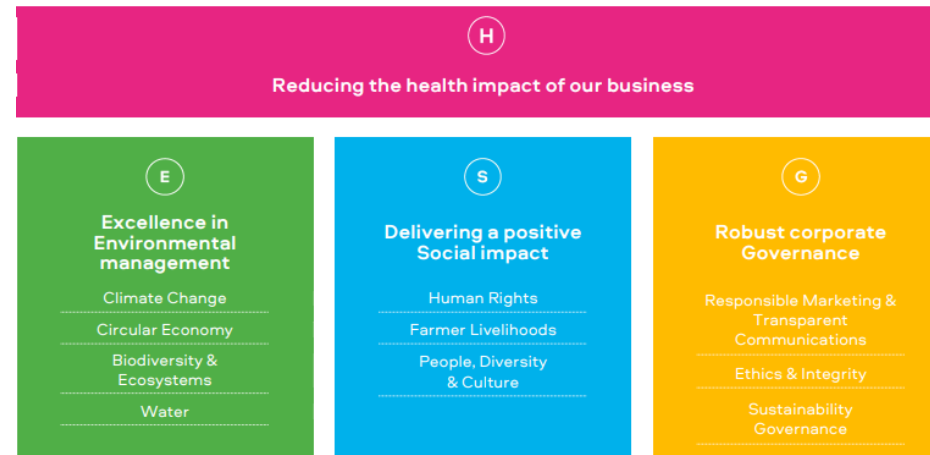 H
Reducing the health impact of our business
E
Excellence in
Environmental
management
Climate Change
Circular Economy
Biodiversity &
Ecosystems
Water
S
Delivering a positive
Social impact
Human Rights
Farmer Livelihoods
People, Diversity
& Culture
G
Robust corporate
Governance
Responsible Marketing &
Transparent
Communications
Ethics & Integrity
Sustainability
Governance